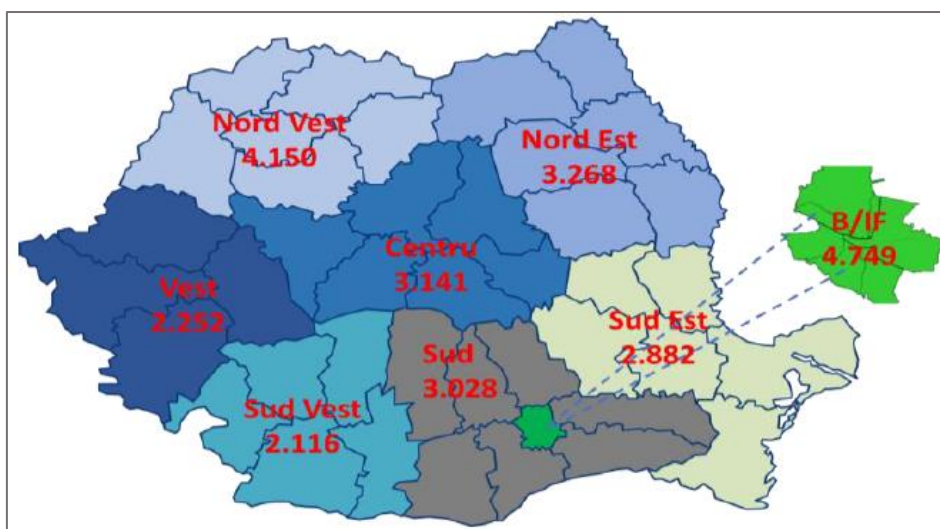 Nord Vest
4.150
Nord Est
3.268
B/IF
4.749
Centru
3.141
Vest
2.252
Sud Est
2.882
Sud
3.028
Sud Vest
2.116